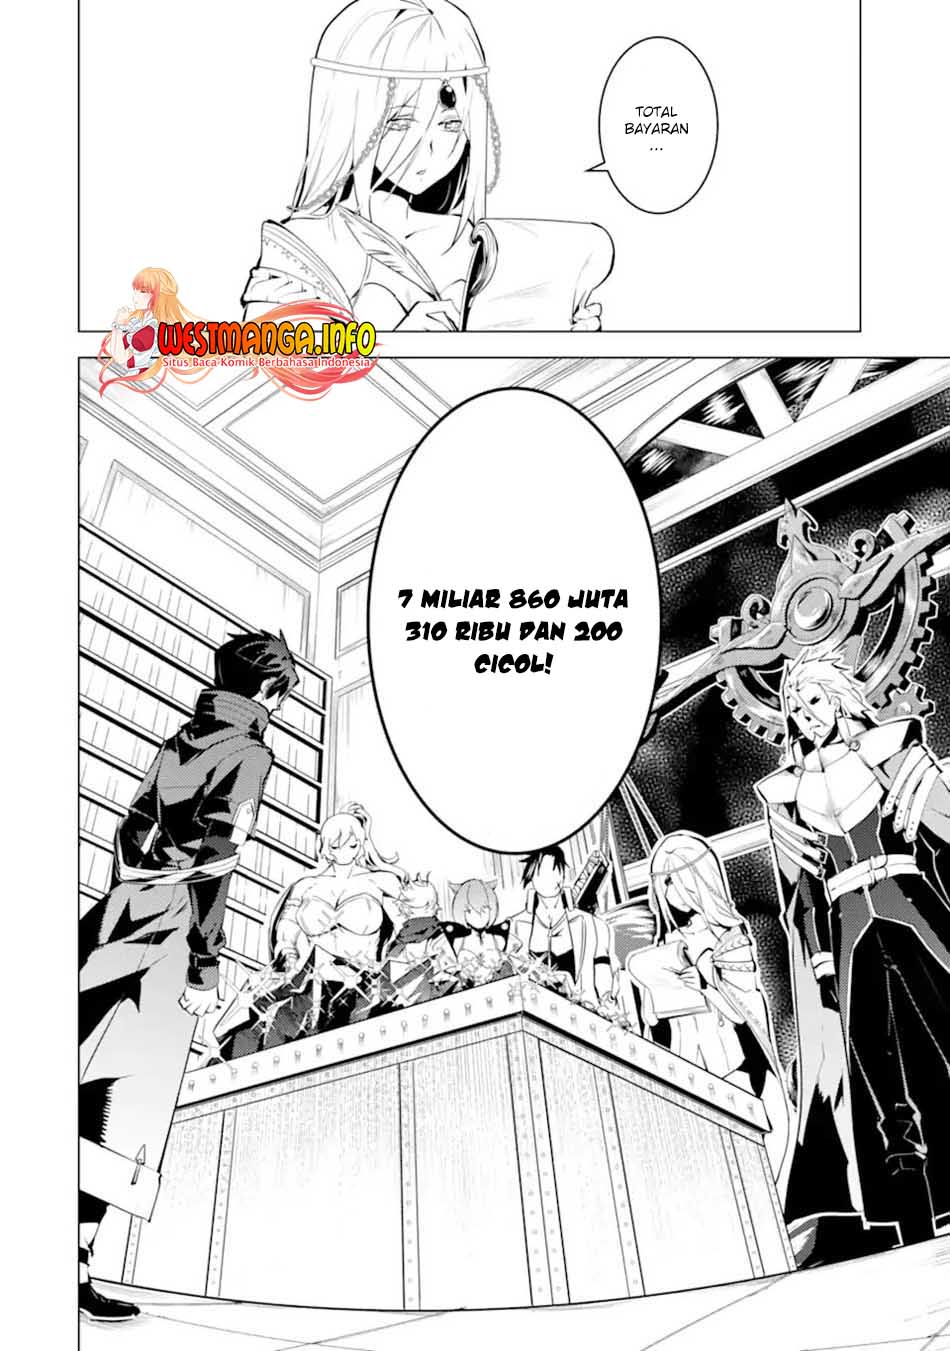 TOTAL
BAYARAN
...
WESTMANGA.INFO
Situs Baca Komik Berbahasa Indonesia
7 MILIAR 860 JUTA
310 RIBU DAN 200
CICOL!